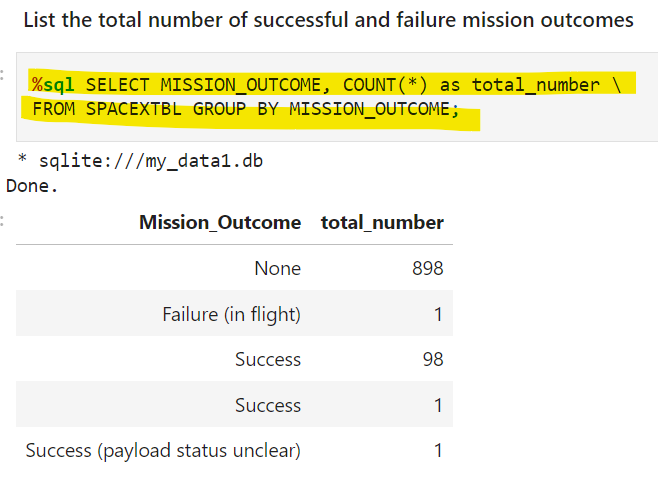 List the total number of successful and failure mission outcomes
:
%sql SELECT MISSION_OUTCOME, COUNT(*) as total_number \
FROM SPACEXTBL GROUP BY MISSION_OUTCOME;
* sqlite:///my_data1.db
Done.
:
Mission_Outcome total_number
None 898
Failure (in flight) 1
Success 98
Success 1
Success (payload status unclear) 1